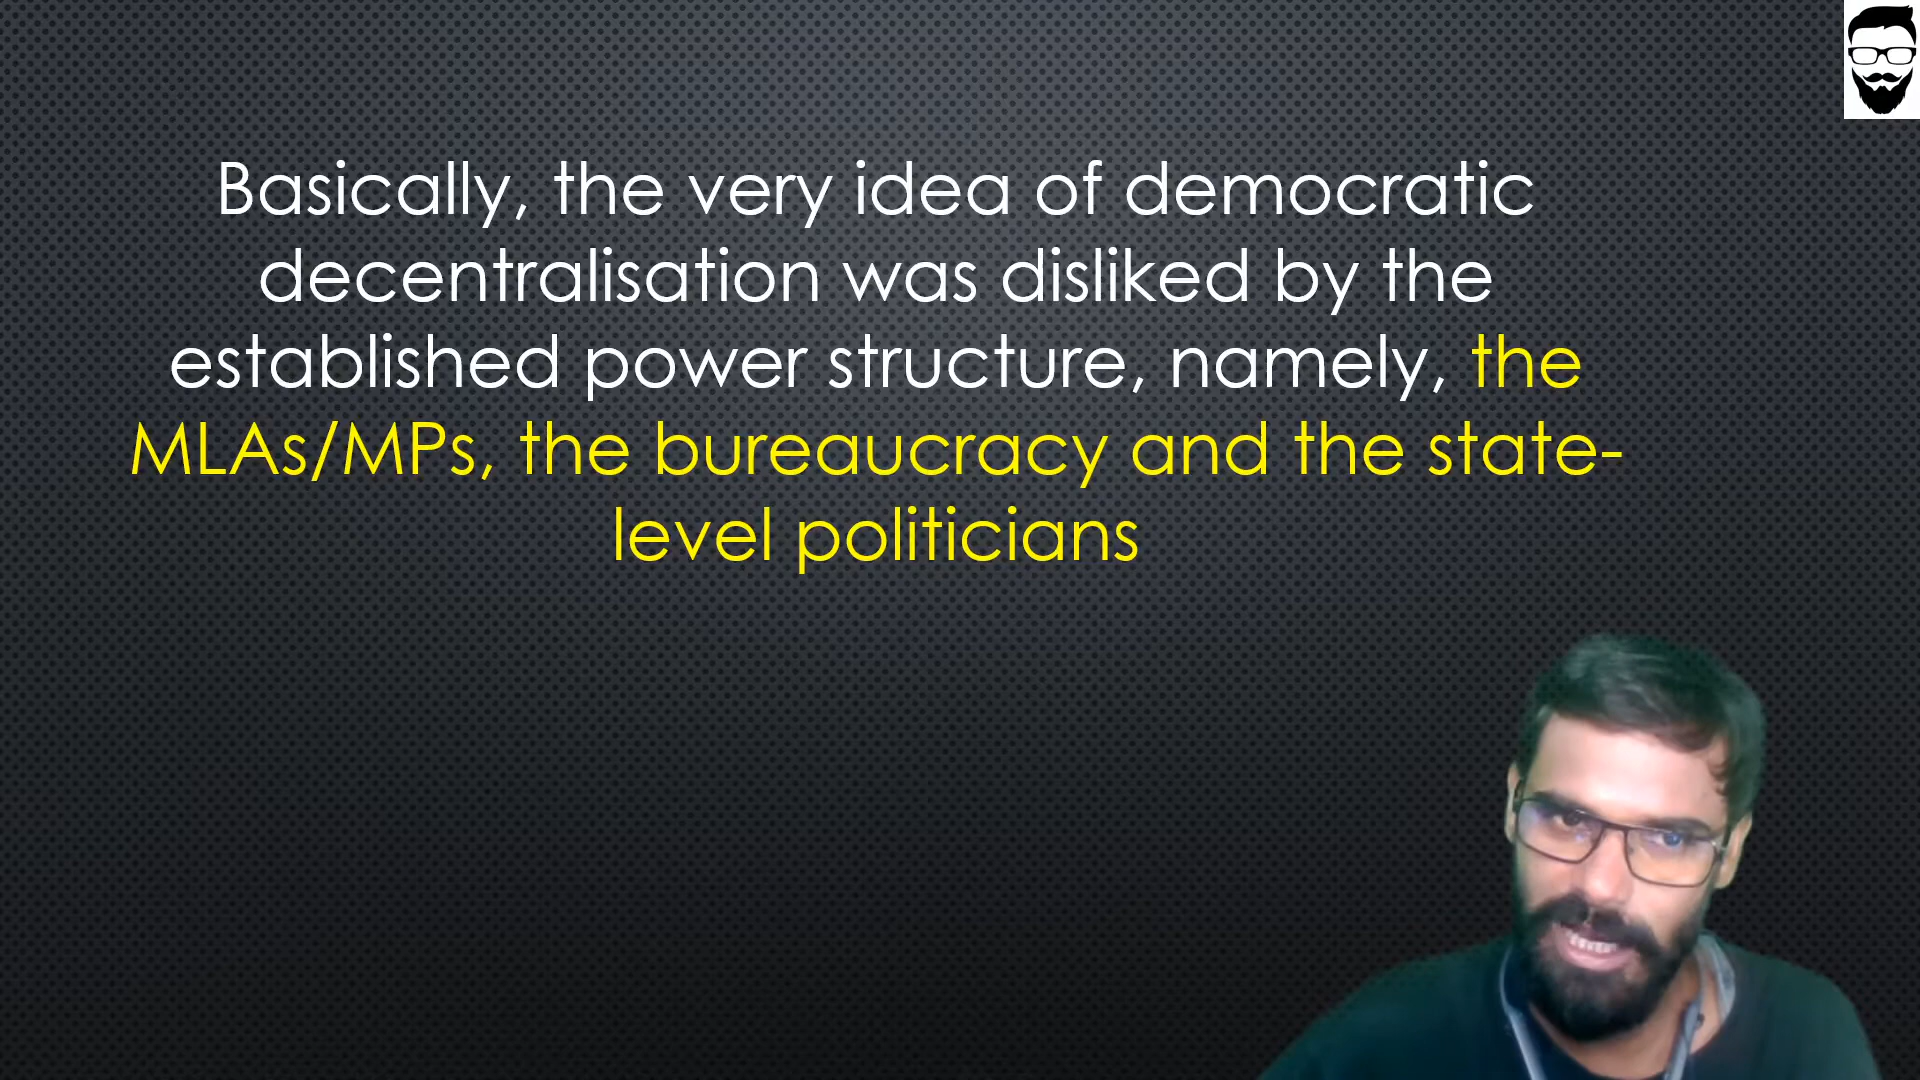 Basically, the very idea of democratic
decentralisation was disliked by the
established power structure, namely, the
MLAs/MPs, the bureaucracy and the state-
level politicians